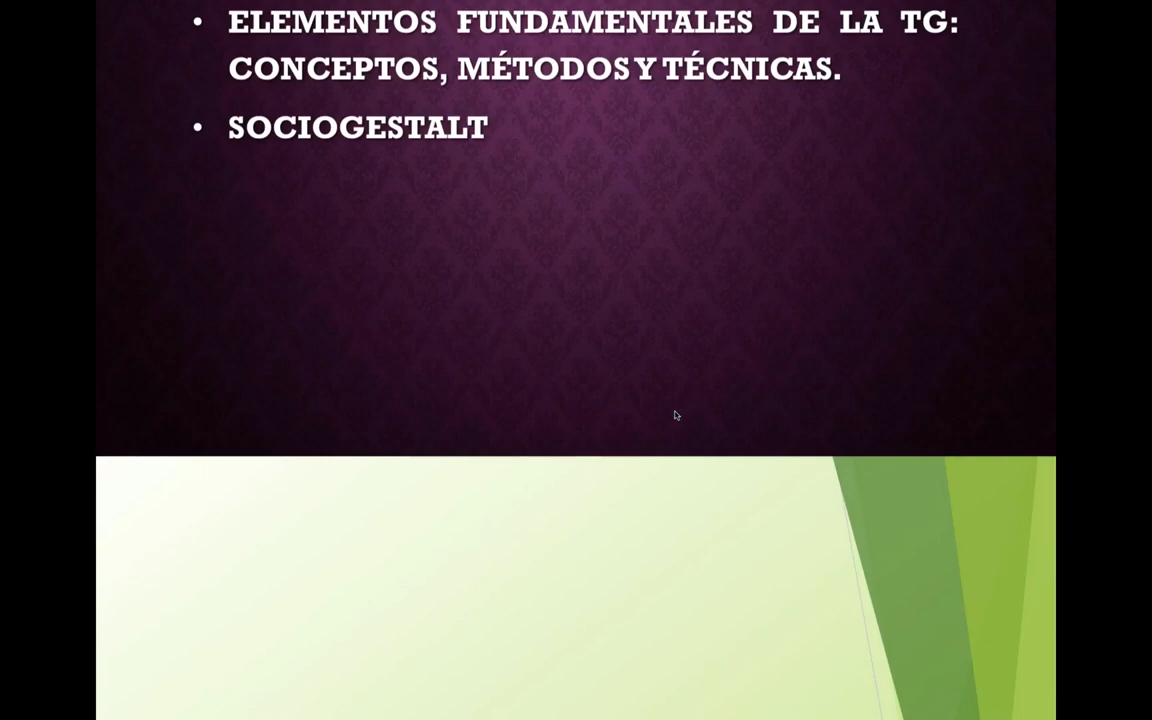 • ELEMENTOS FUNDAMENTALES DE LA TG:
CONCEPTOS, MÉTODOS Y TÉCNICAS.
• SOCIOGESTALT